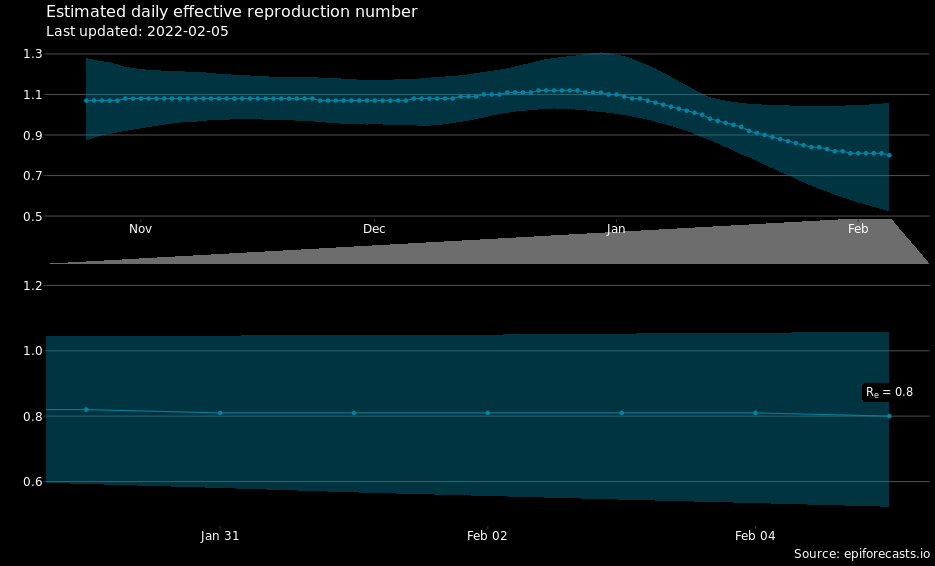 Estimated daily effective reproduction number
Last updated: 2022-02-05
1.3
1.1
0.9
0.7
0.5
Nov Dec Jan Feb
1.2
1.0
0.8
0.6
Rₑ = 0.8
Jan 31 Feb 02 Feb 04
Source: epiforecasts.io